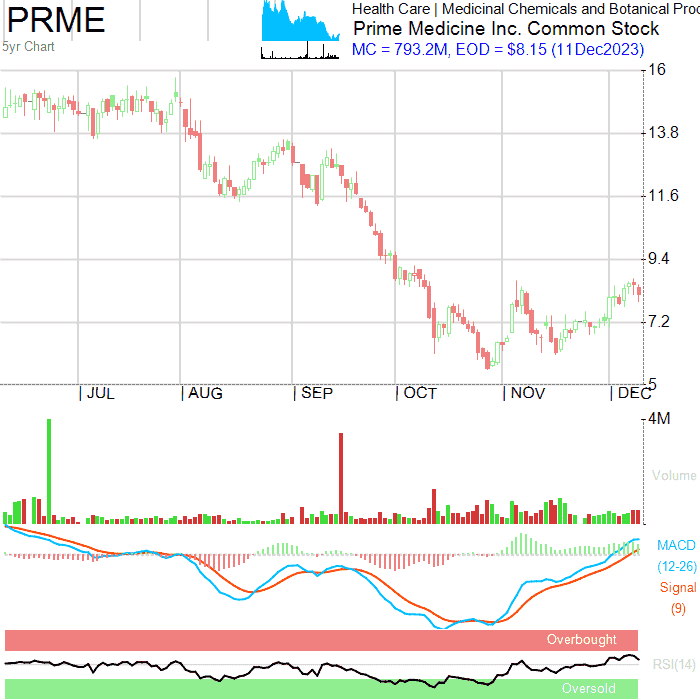 PRME
5yr Chart
Health Care | Medicinal Chemicals and Botanical Proc
Prime Medicine Inc. Common Stock
MC = 793.2M, EOD = $8.15 (11Dec2023)
16
13.8
11.6
9.4
7.2
5
| JUL | AUG | SEP | OCT | NOV | DEC
4M
Volume
MACD
(12-26)
Signal
(9)
Overbought
RSI(14)
Oversold